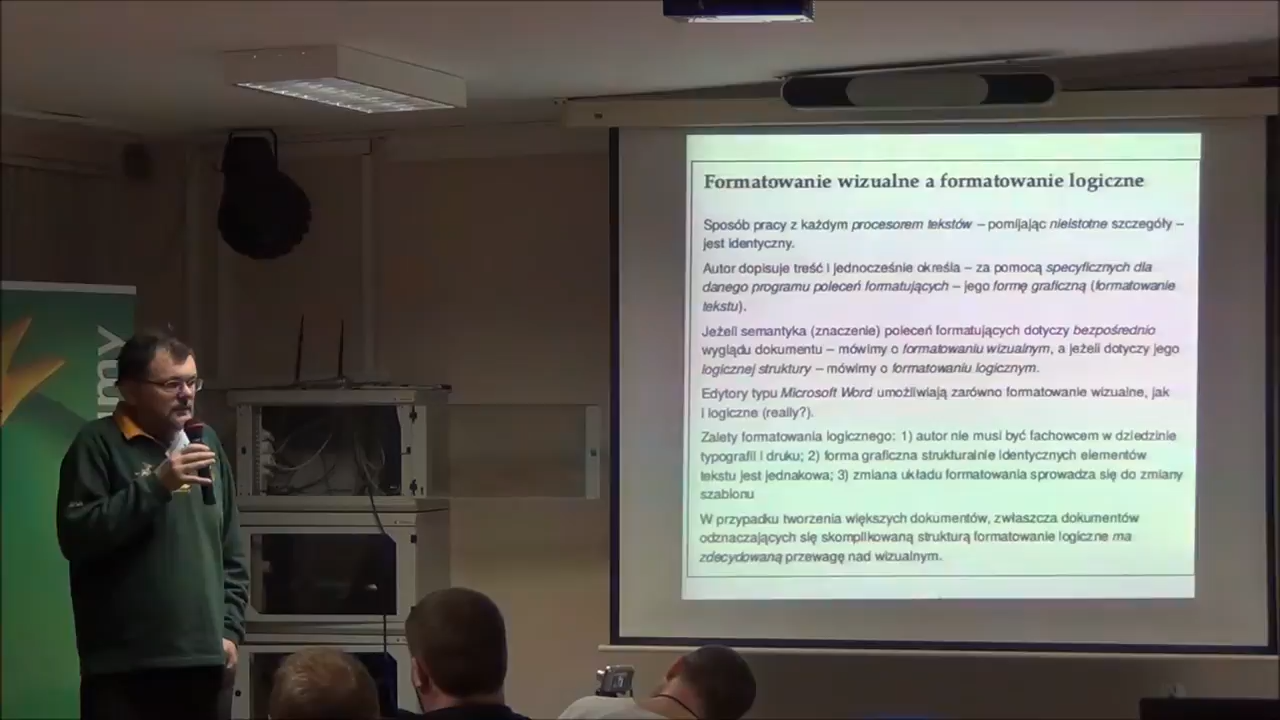 Formatowanie wizualne a formatowanie logiczne
Sposób pracy z każdym procesorem tekstów – pomijając nieistotne szczegóły –
jest identyczny.
Autor dopisuje treść i jednocześnie określa – za pomocą specyficznych dla
danego programu poleceń formatujących – jego formę graficzną (formatowanie
tekstu).
Jeżeli semantyka (znaczenie) poleceń formatujących dotyczy bezpośrednio
wyglądu dokumentu – mówimy o formatowaniu wizualnym, a jeżeli dotyczy jego
logicznej struktury – mówimy o formatowaniu logicznym.
Edytory typu Microsoft Word umożliwiają zarówno formatowanie wizualne, jak
i logiczne (really?).
Zalety formatowania logicznego: 1) autor nie musi być fachowcem w dziedzinie
typografii i druku; 2) forma graficzna strukturalnie identycznych elementów
tekstu jest jednakowa; 3) zmiana układu formatowania sprowadza się do zmiany
szablonu
W przypadku tworzenia większych dokumentów, zwłaszcza dokumentów
odznaczających się skomplikowaną strukturą formatowanie logiczne ma
zdecydowaną przewagę nad wizualnym.